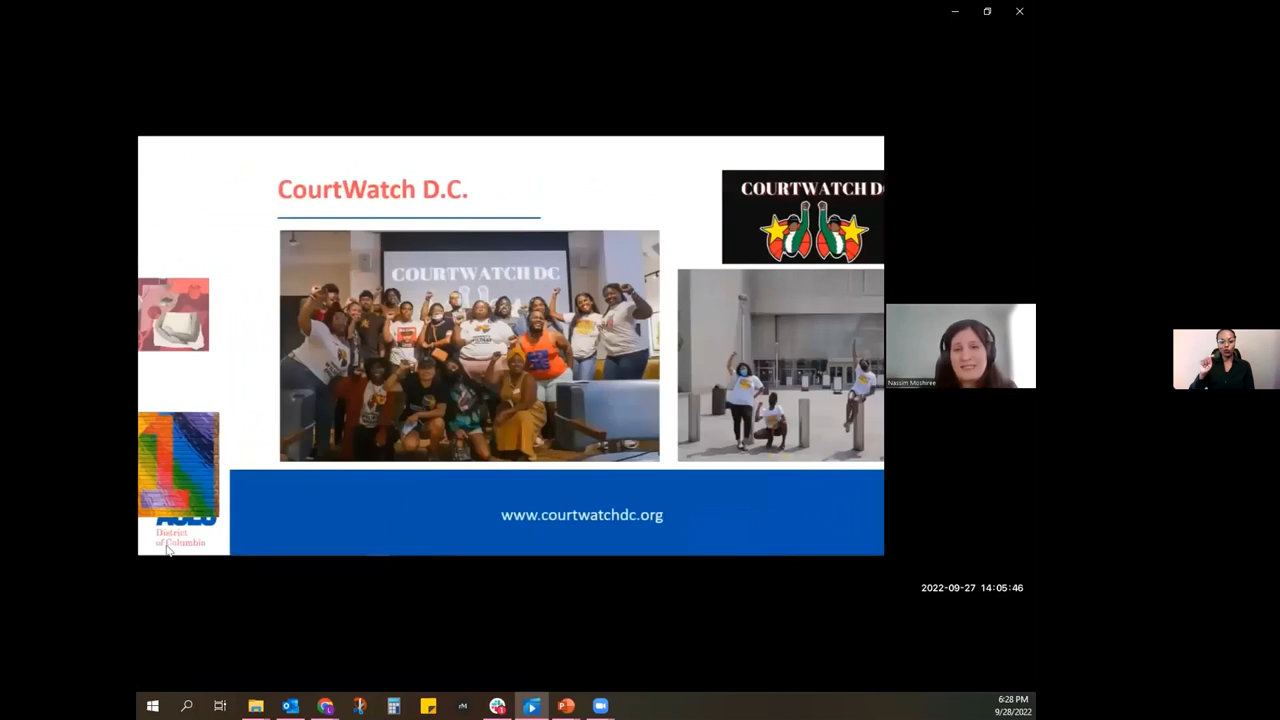 CourtWatch D.C.
COURTWATCH DC
COURTWATCH DC
Nassim Moshiree
www.courtwatchdc.org
District
of Columbia
2022-09-27 14:05:46
6:28 PM
9/28/2022